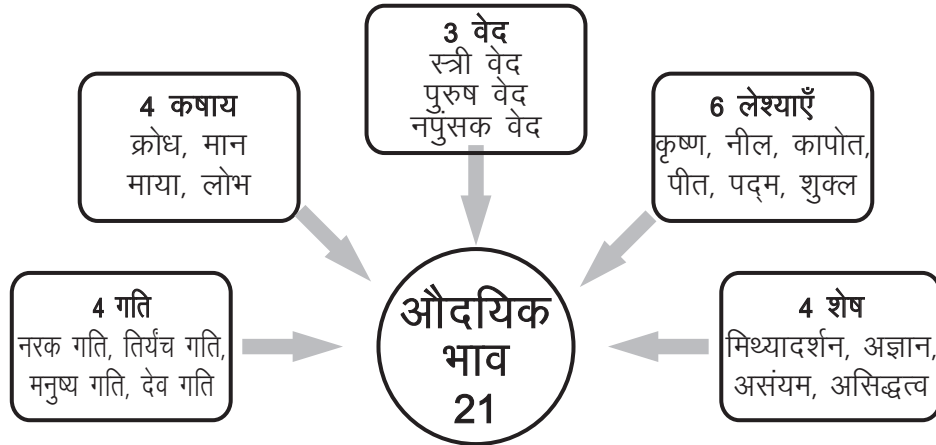 3 वेद
स्त्री वेद
पुरुष वेद
नपुंसक वेद
4 कषाय
क्रोध, मान
माया, लोभ
6 लेश्याएँ
कृष्ण, नील, कापोत,
पीत, पद्म, शुक्ल
4 गति
नरक गति, तिर्यंच गति,
मनुष्य गति, देव गति
औदयिक
भाव
21
4 शेष
मिथ्यादर्शन, अज्ञान,
असंयम, असिद्धत्व